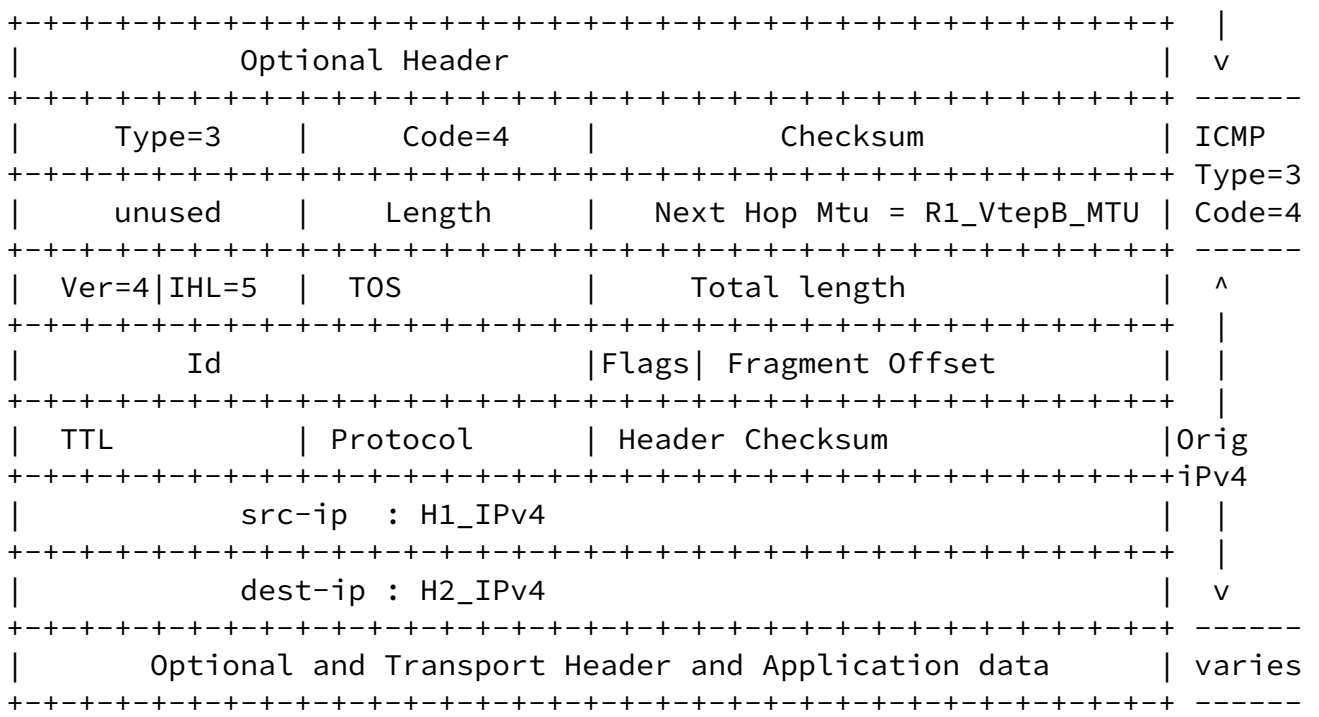 +-+-+-+-+-+-+-+-+-+-+-+-+-+-+-+-+-+-+-+-+-+-+-+-+-+-+-+-+-+-+-+-+  |
|            Optional Header                                    |  v
+-+-+-+-+-+-+-+-+-+-+-+-+-+-+-+-+-+-+-+-+-+-+-+-+-+-+-+-+-+-+-+-+ ------
|     Type=3    |     Code=4    |          Checksum             | ICMP
+-+-+-+-+-+-+-+-+-+-+-+-+-+-+-+-+-+-+-+-+-+-+-+-+-+-+-+-+-+-+-+-+ Type=3
|     unused    |    Length     |   Next Hop Mtu = R1_VtepB_MTU | Code=4
+-+-+-+-+-+-+-+-+-+-+-+-+-+-+-+-+-+-+-+-+-+-+-+-+-+-+-+-+-+-+-+-+ ------
|  Ver=4|IHL=5  |  TOS          |     Total length              |  ^
+-+-+-+-+-+-+-+-+-+-+-+-+-+-+-+-+-+-+-+-+-+-+-+-+-+-+-+-+-+-+-+-+  |
|         Id                    |Flags| Fragment Offset         |  |
+-+-+-+-+-+-+-+-+-+-+-+-+-+-+-+-+-+-+-+-+-+-+-+-+-+-+-+-+-+-+-+-+  |
|  TTL          | Protocol      | Header Checksum               |Orig
+-+-+-+-+-+-+-+-+-+-+-+-+-+-+-+-+-+-+-+-+-+-+-+-+-+-+-+-+-+-+-+-+iPv4
|            src-ip  : H1_IPv4                                  |  |
+-+-+-+-+-+-+-+-+-+-+-+-+-+-+-+-+-+-+-+-+-+-+-+-+-+-+-+-+-+-+-+-+  |
|            dest-ip : H2_IPv4                                  |  v
+-+-+-+-+-+-+-+-+-+-+-+-+-+-+-+-+-+-+-+-+-+-+-+-+-+-+-+-+-+-+-+-+ ------
|       Optional and Transport Header and Application data      | varies
+-+-+-+-+-+-+-+-+-+-+-+-+-+-+-+-+-+-+-+-+-+-+-+-+-+-+-+-+-+-+-+-+ ------